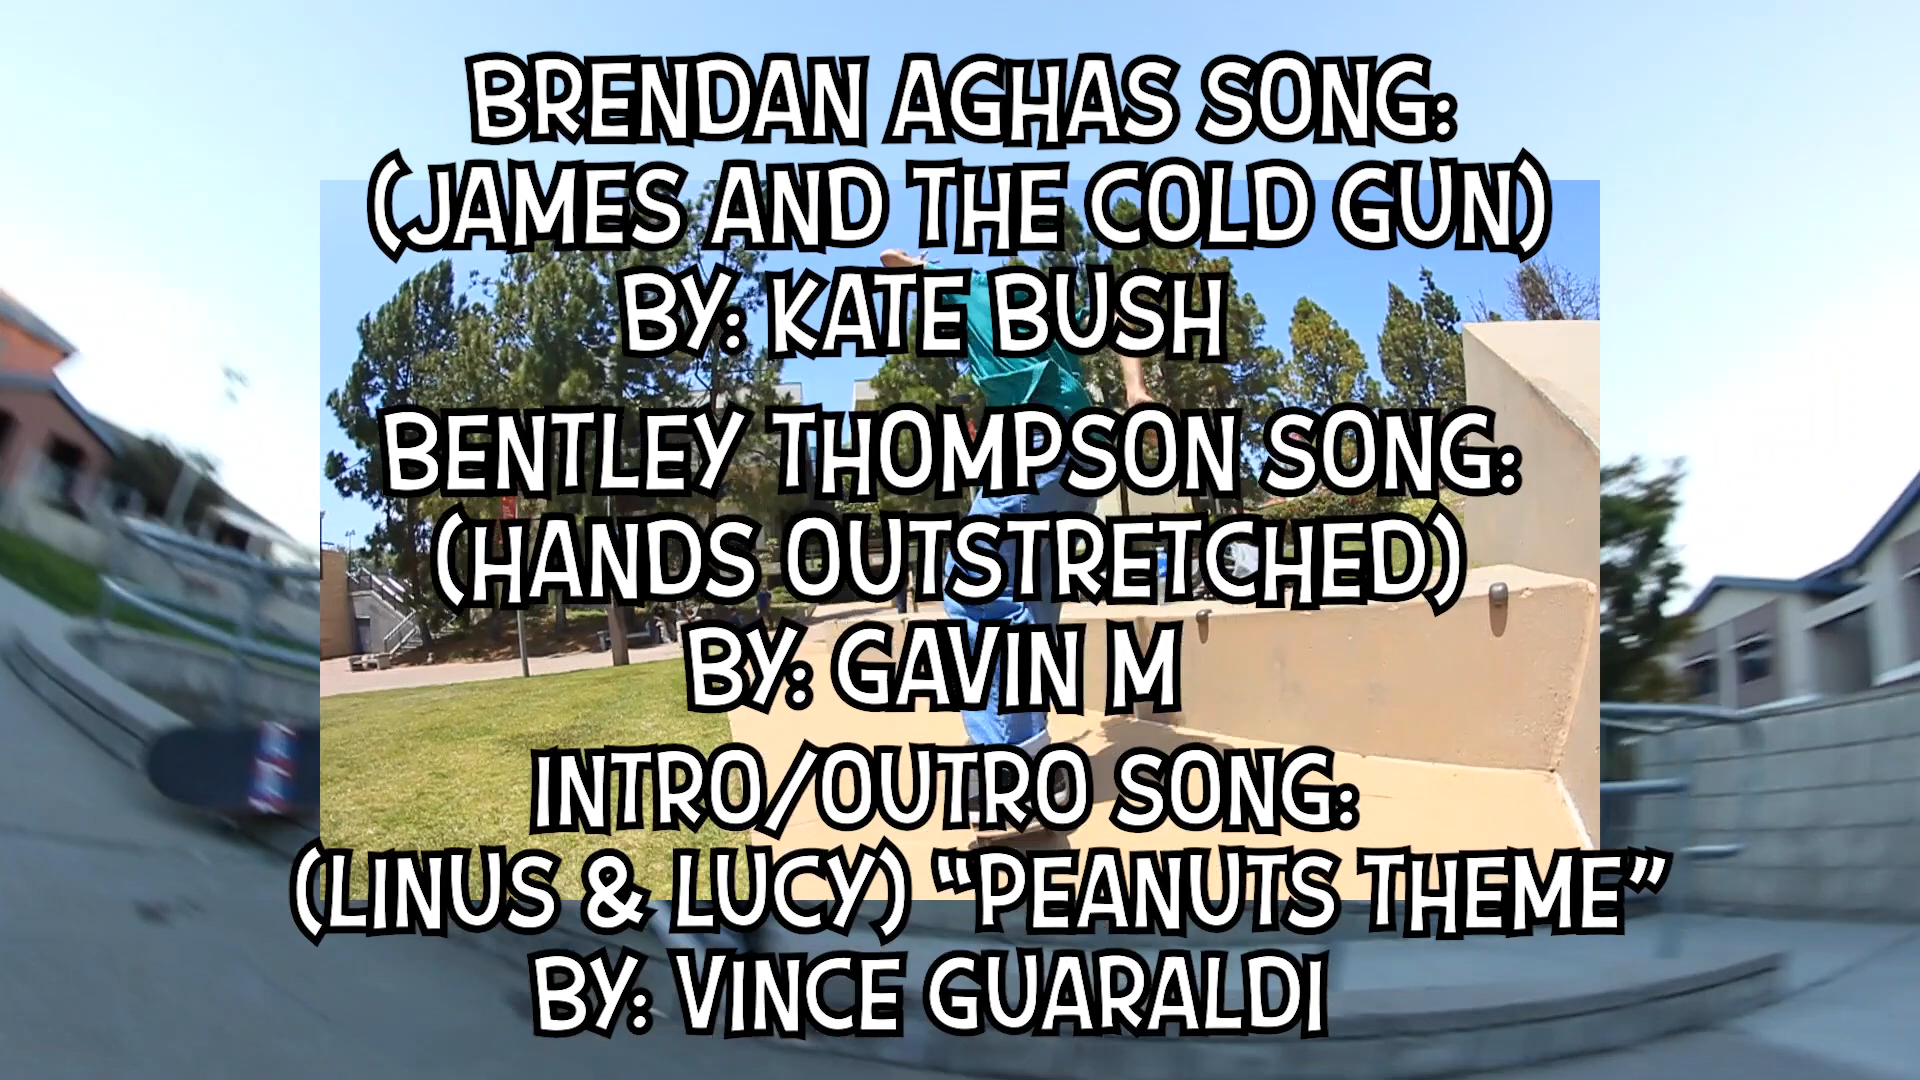 BRENDAN AGHAS SONG:
(JAMES AND THE COLD GUN)
BY: KATE BUSH
BENTLEY THOMPSON SONG:
(HANDS OUTSTRETCHED)
BY: GAVIN M
INTRO/OUTRO SONG:
(LINUS & LUCY) “PEANUTS THEME”
BY: VINCE GUARALDI